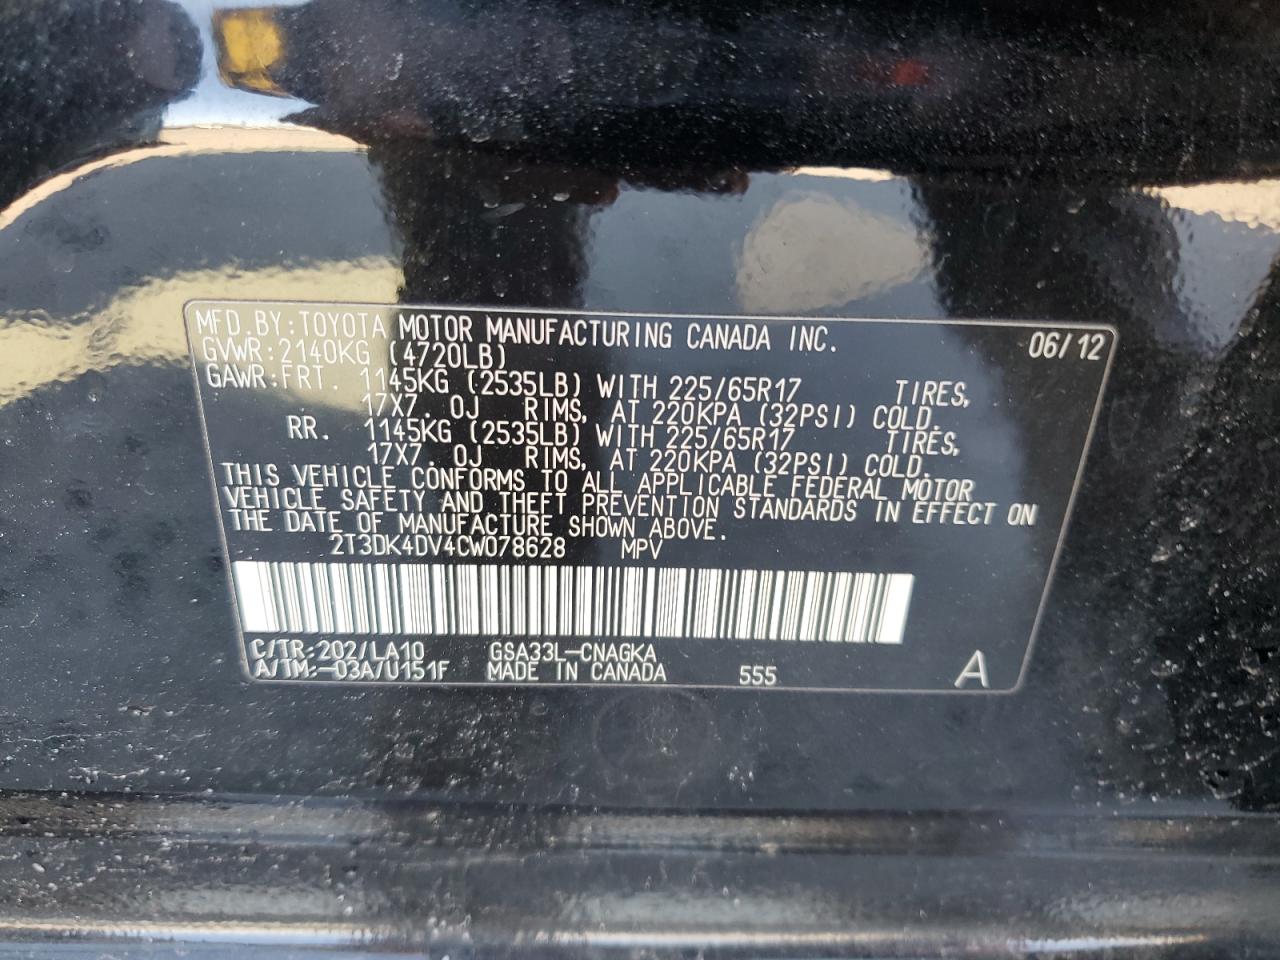 MFD.BY:TOYOTA MOTOR MANUFACTURING CANADA INC. 06/12
GVWR:2140KG (4720LB)
GAWR:FRT. 1145KG (2535LB) WITH 225/65R17 TIRES,
17X7.0J RIMS, AT 220KPA (32PSI) COLD.
RR. 1145KG (2535LB) WITH 225/65R17 TIRES,
17X7.0J RIMS, AT 220KPA (32PSI) COLD.
THIS VEHICLE CONFORMS TO ALL APPLICABLE FEDERAL MOTOR
VEHICLE SAFETY AND THEFT PREVENTION STANDARDS IN EFFECT ON
THE DATE OF MANUFACTURE SHOWN ABOVE.
2T3DK4DV4CW078628 MPV
C/TR:202/LA10 GSA33L-CNAGKA
A/TM:-03A/U151F MADE IN CANADA 555 A